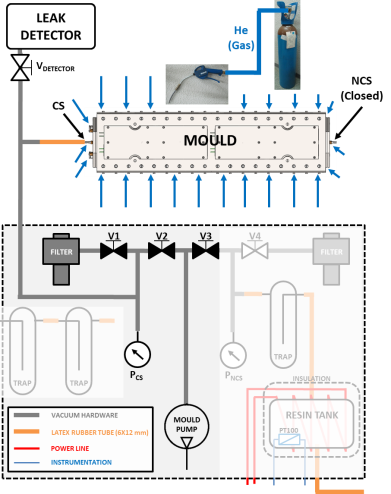 LEAK
DETECTOR
VDETECTOR
He
(Gas)
CS
NCS
(Closed)
MOULD
V1
V2
V3
V4
FILTER
FILTER
PCS
PNCS
TRAP
TRAP
TRAP
INSULATION
RESIN TANK
PT100
MOULD
PUMP
VACUUM HARDWARE
LATEX RUBBER TUBE (6X12 mm)
POWER LINE
INSTRUMENTATION